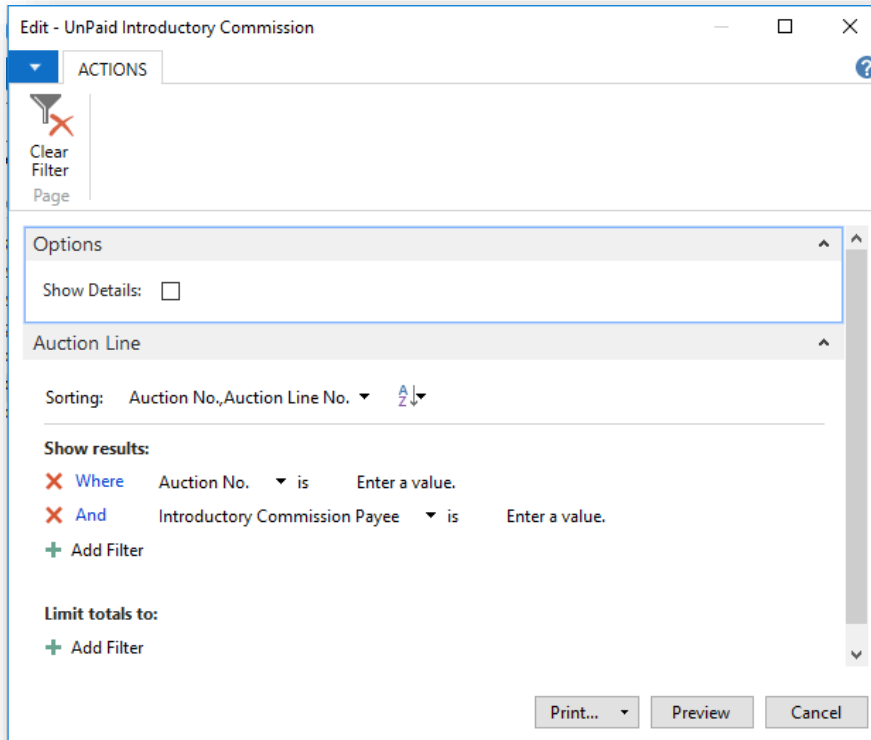 Edit - UnPaid Introductory Commission
ACTIONS
?
Clear
Filter
Page
Options
Show Details:
Auction Line
Sorting: Auction No.,Auction Line No. A Z
Show results:
Where Auction No. is Enter a value.
And Introductory Commission Payee is Enter a value.
Add Filter
Limit totals to:
Add Filter
Print... Preview Cancel